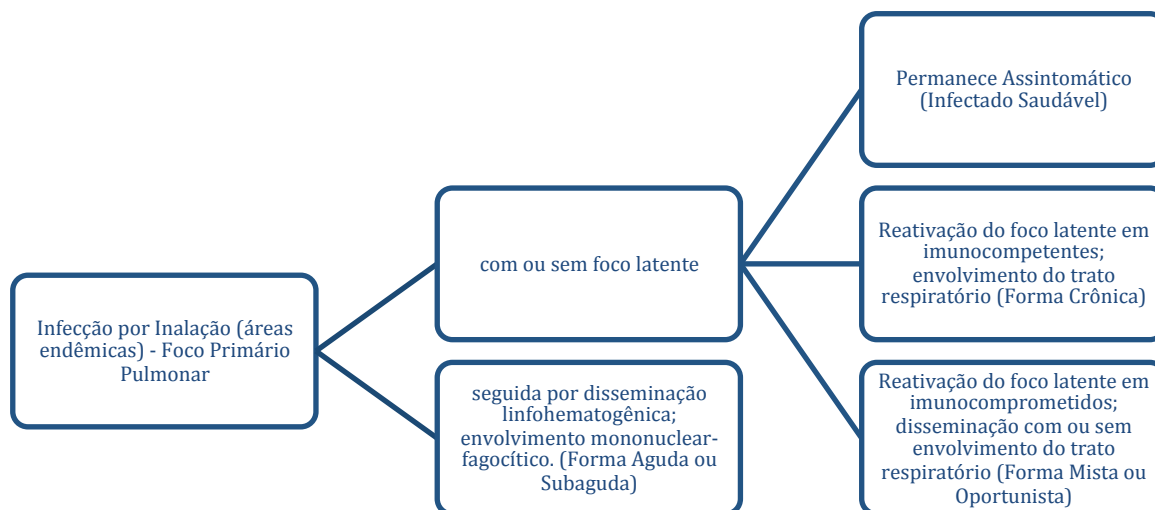 Infecção por Inalação (áreas
endêmicas) - Foco Primário
Pulmonar
com ou sem foco latente
seguida por disseminação
linfohematogênica;
envolvimento mononuclear-
fagocítico. (Forma Aguda ou
Subaguda)
Permanece Assintomático
(Infectado Saudável)
Reativação do foco latente em
imunocompetentes;
envolvimento do trato
respiratório (Forma Crônica)
Reativação do foco latente em
imunocomprometidos;
disseminação com ou sem
envolvimento do trato
respiratório (Forma Mista ou
Oportunista)